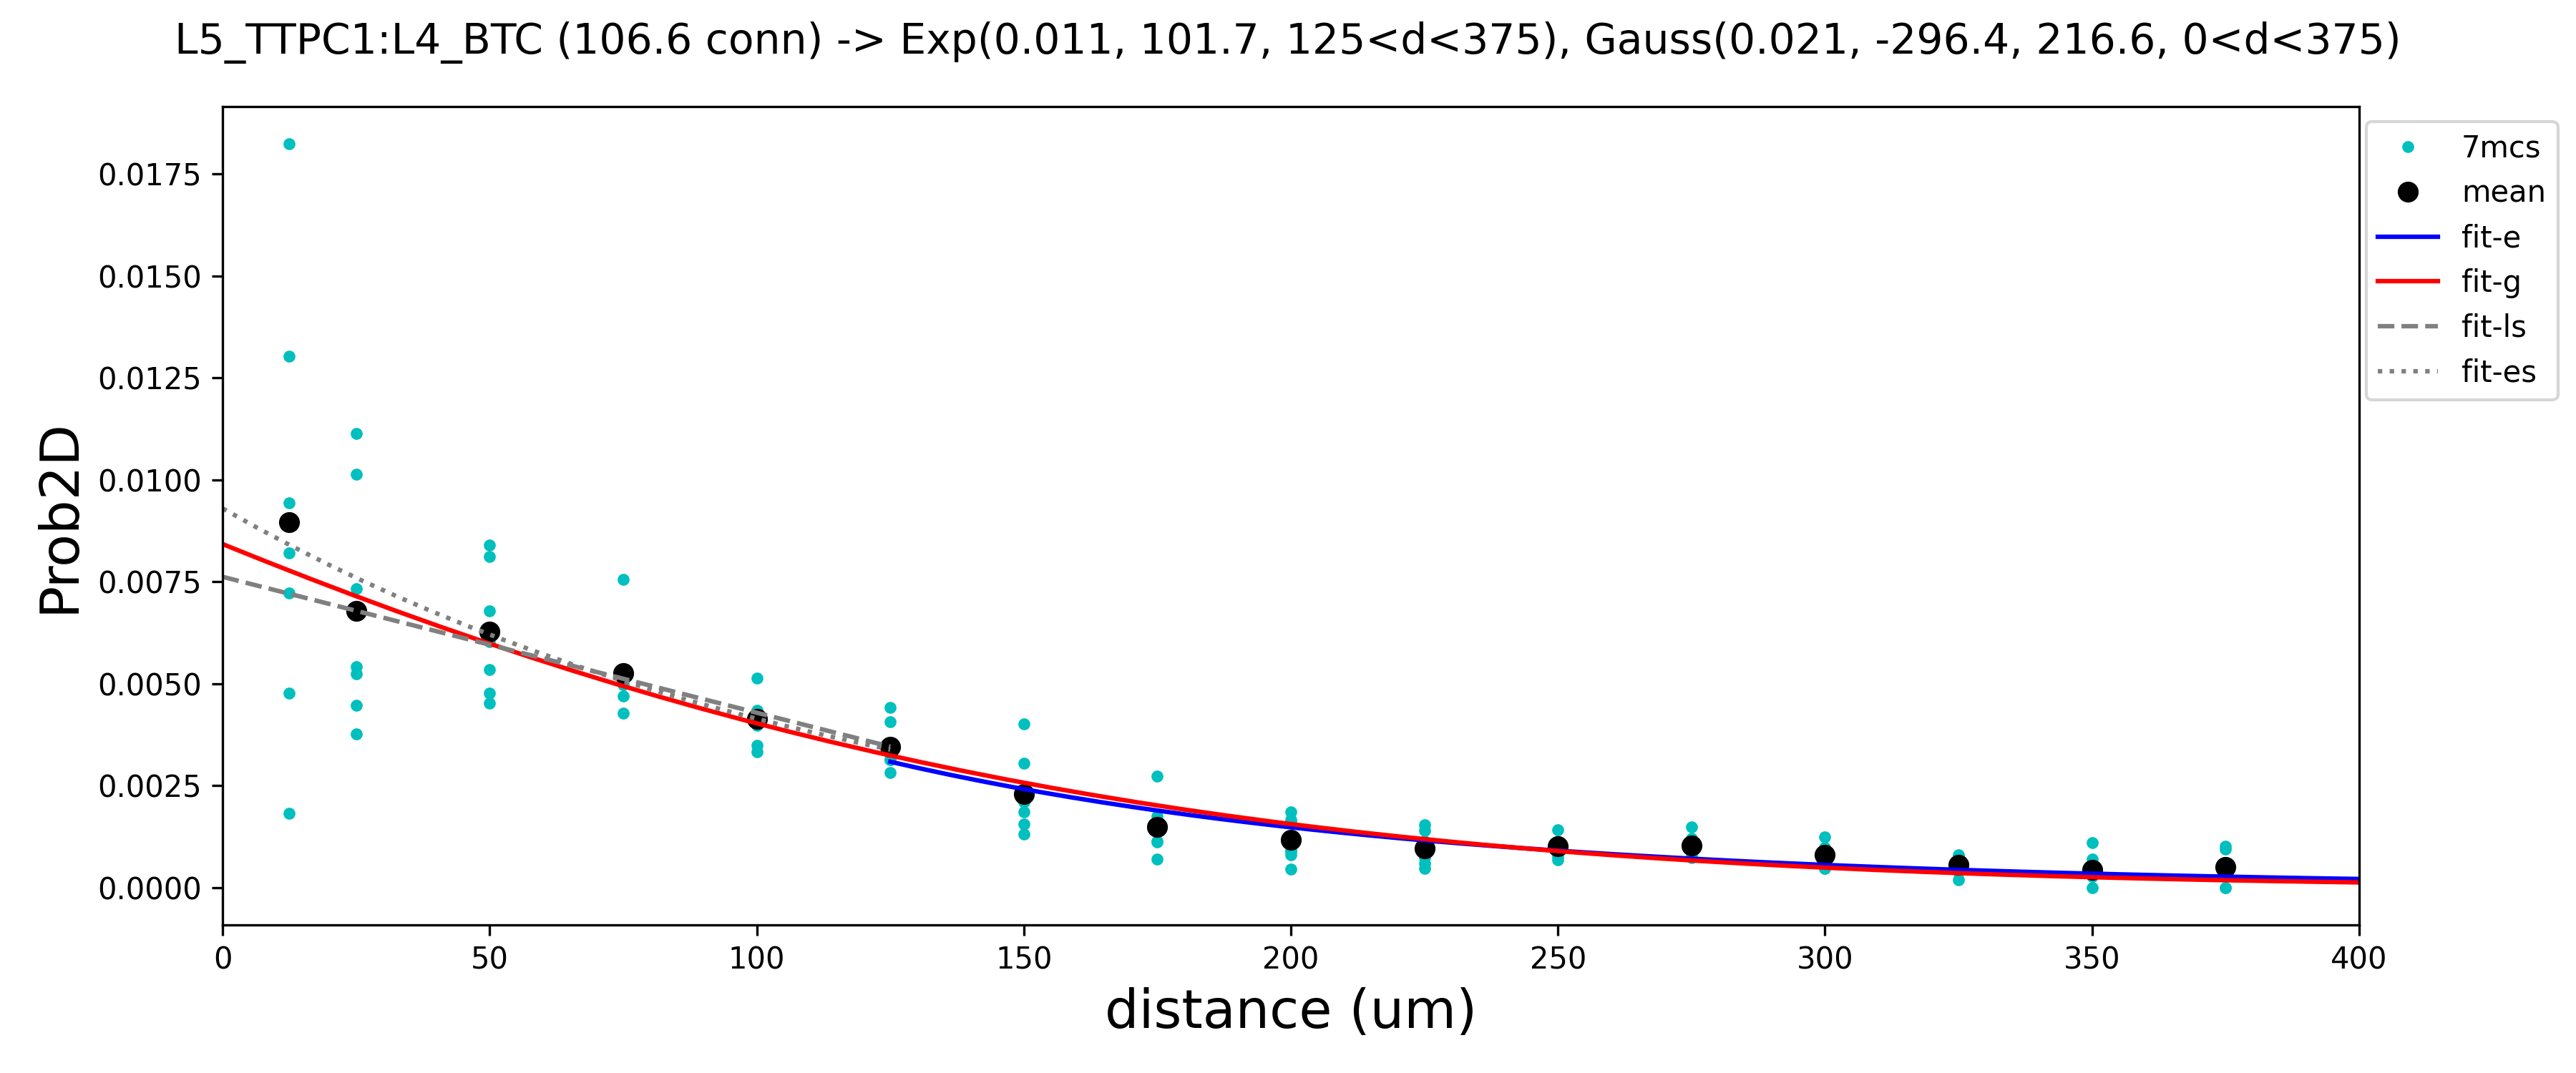 L5_TTPC1:L4_BTC (106.6 conn) -> Exp(0.011, 101.7, 125<d<375), Gauss(0.021, -296.4, 216.6, 0<d<375)
7mcs
mean
fit-e
fit-g
fit-ls
fit-es
Prob2D
0.0175
0.0150
0.0125
0.0100
0.0075
0.0050
0.0025
0.0000
0 50 100 150 200 250 300 350 400
distance (um)